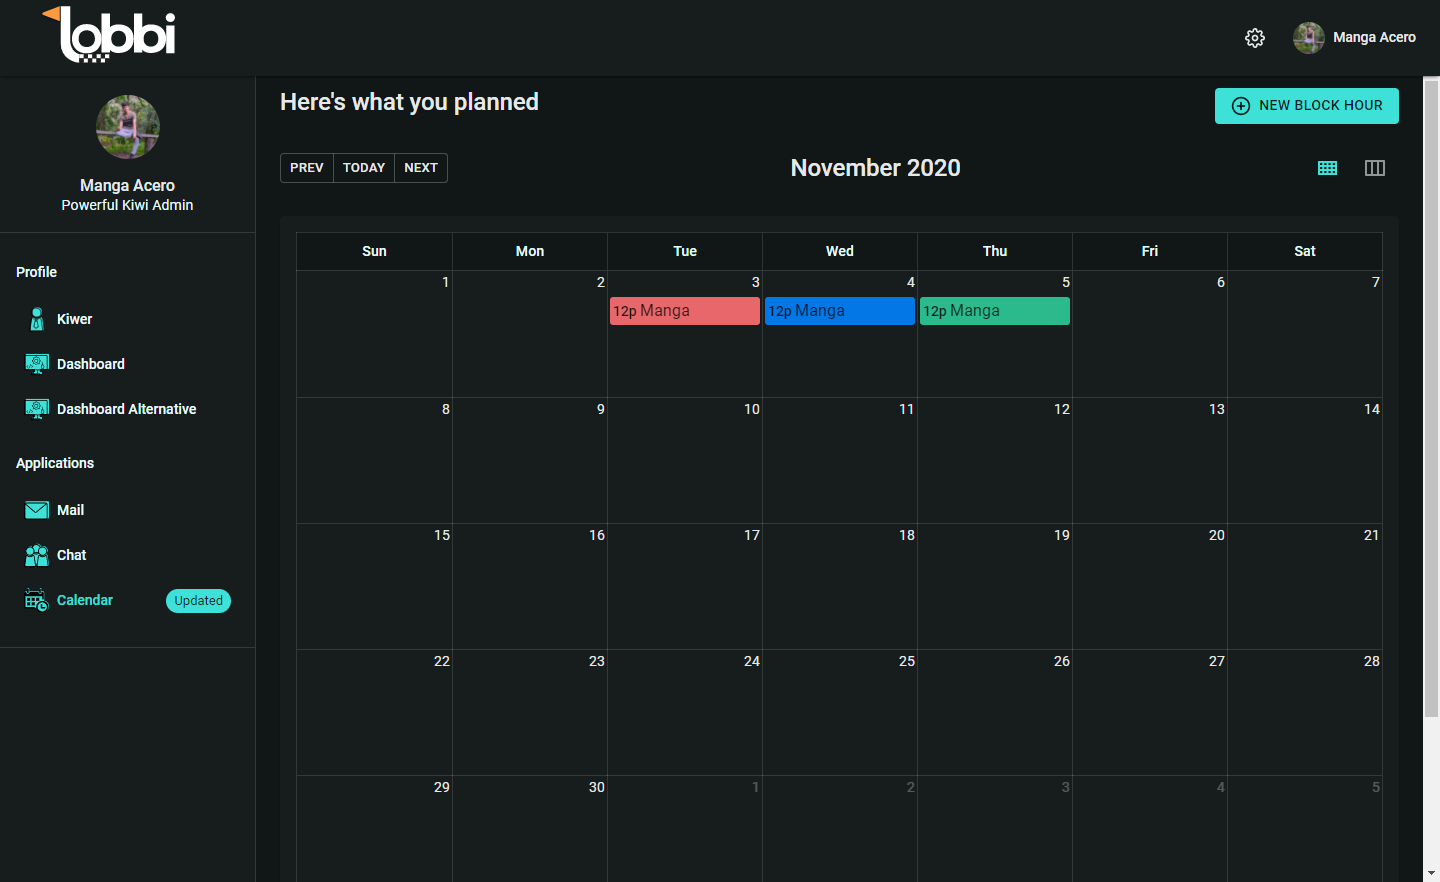 lobbi
Manga Acero
Manga Acero
Powerful Kiwi Admin
Profile
Kiwer
Dashboard
Dashboard Alternative
Applications
Mail
Chat
Calendar Updated
Here's what you planned
NEW BLOCK HOUR
PREV TODAY NEXT
November 2020
Sun Mon Tue Wed Thu Fri Sat
1 2 3 4 5 6 7
12p Manga 12p Manga 12p Manga
8 9 10 11 12 13 14
15 16 17 18 19 20 21
22 23 24 25 26 27 28
29 30 1 2 3 4 5